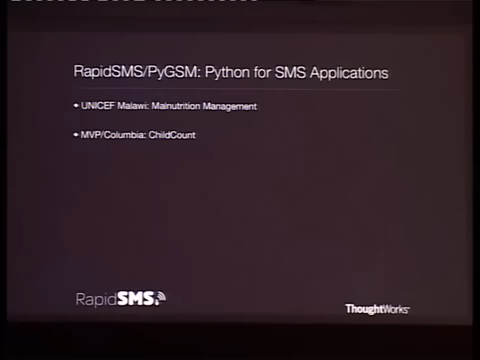 RapidSMS/PyGSM: Python for SMS Applications
• UNICEF Malawi: Malnutrition Management
• MVP/Columbia: ChildCount
RapidSMS
ThoughtWorks